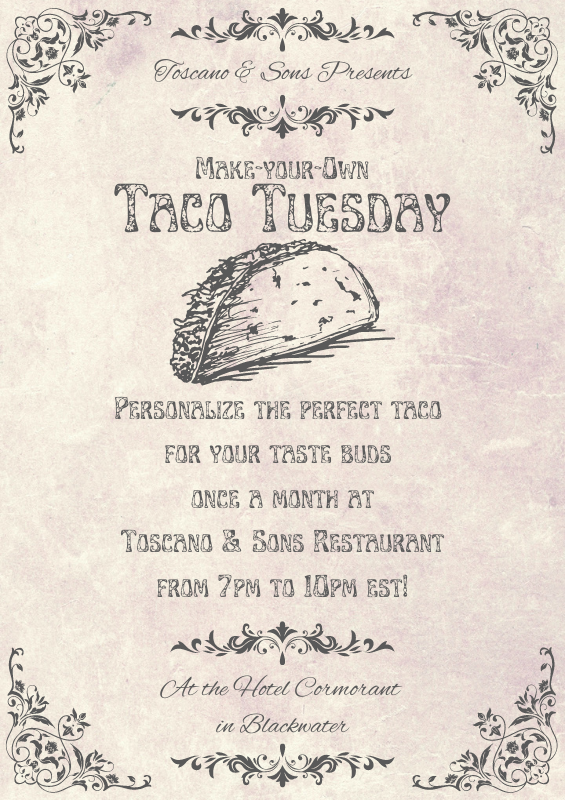 Toscano & Sons Presents
Make-your-Own
Taco Tuesday
Personalize the perfect taco
for your taste buds
once a month at
Toscano & Sons Restaurant
from 7pm to 10pm est!
At the Hotel Cormorant
in Blackwater